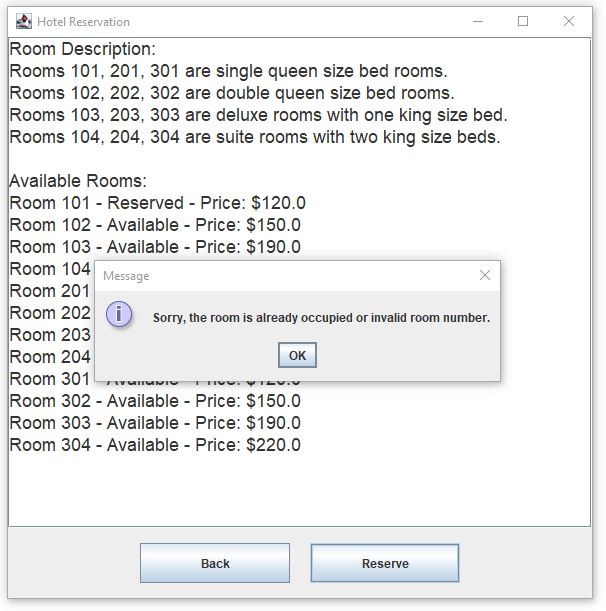 Hotel Reservation
Room Description:
Rooms 101, 201, 301 are single queen size bed rooms.
Rooms 102, 202, 302 are double queen size bed rooms.
Rooms 103, 203, 303 are deluxe rooms with one king size bed.
Rooms 104, 204, 304 are suite rooms with two king size beds.
Available Rooms:
Room 101 - Reserved - Price: $120.0
Room 102 - Available - Price: $150.0
Room 103 - Available - Price: $190.0
Room 104
Room 201
Room 202
Room 203
Room 204
Message
Sorry, the room is already occupied or invalid room number.
OK
Room 301 - Available - Price: $120.0
Room 302 - Available - Price: $150.0
Room 303 - Available - Price: $190.0
Room 304 - Available - Price: $220.0
Back
Reserve